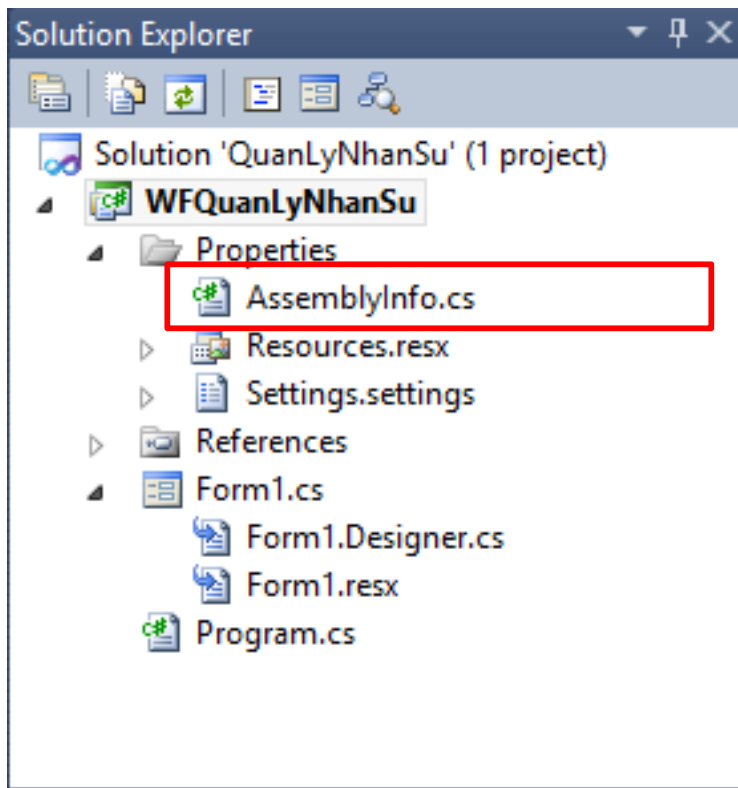 Solution Explorer
Solution 'QuanLyNhanSu' (1 project)
WFQuanLyNhanSu
Properties
AssemblyInfo.cs
Resources.resx
Settings.settings
References
Form1.cs
Form1.Designer.cs
Form1.resx
Program.cs